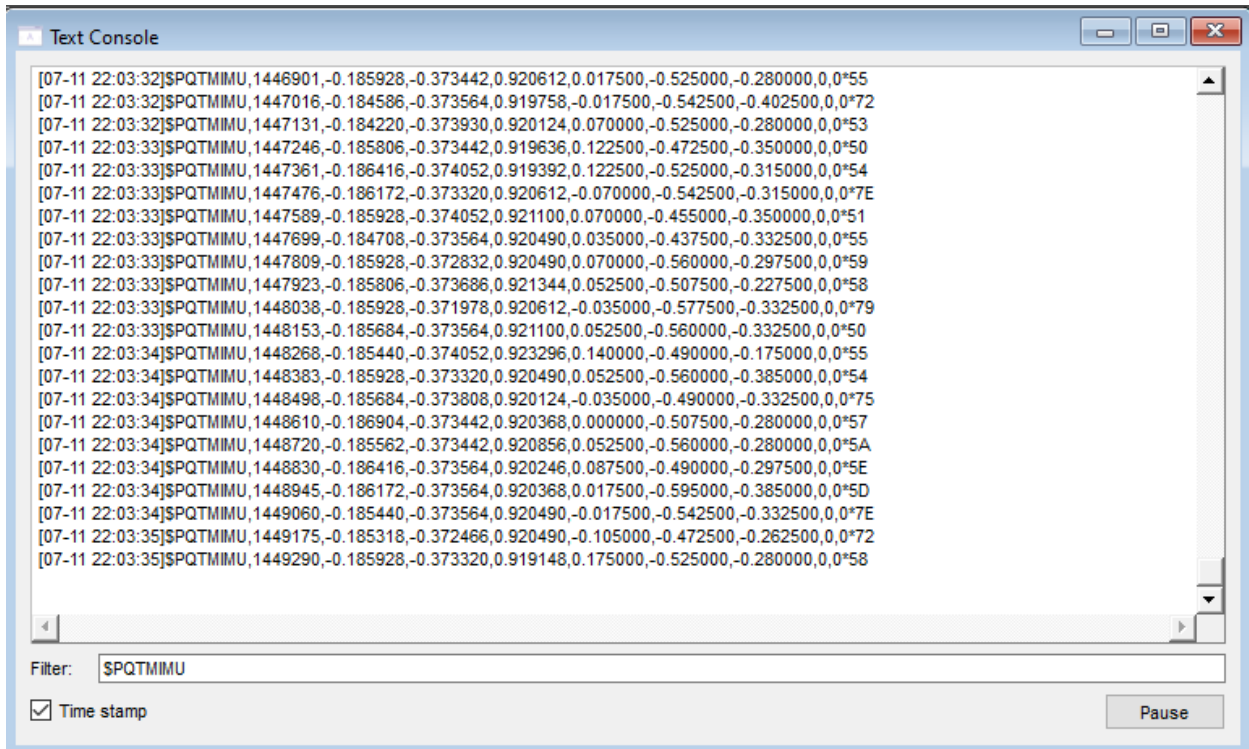 Text Console
[07-11 22:03:32]$PQTMIMU,1446901,-0.185928,-0.373442,0.920612,0.017500,-0.525000,-0.280000,0,0*55
[07-11 22:03:32]$PQTMIMU,1447016,-0.184586,-0.373564,0.919758,-0.017500,-0.542500,-0.402500,0,0*72
[07-11 22:03:32]$PQTMIMU,1447131,-0.184220,-0.373930,0.920124,0.070000,-0.525000,-0.280000,0,0*53
[07-11 22:03:33]$PQTMIMU,1447246,-0.185806,-0.373442,0.919636,0.122500,-0.472500,-0.350000,0,0*50
[07-11 22:03:33]$PQTMIMU,1447361,-0.186416,-0.374052,0.919392,0.122500,-0.525000,-0.315000,0,0*54
[07-11 22:03:33]$PQTMIMU,1447476,-0.186172,-0.373320,0.920612,-0.070000,-0.542500,-0.315000,0,0*7E
[07-11 22:03:33]$PQTMIMU,1447589,-0.185928,-0.374052,0.921100,0.070000,-0.455000,-0.350000,0,0*51
[07-11 22:03:33]$PQTMIMU,1447699,-0.184708,-0.373564,0.920490,0.035000,-0.437500,-0.332500,0,0*55
[07-11 22:03:33]$PQTMIMU,1447809,-0.185928,-0.372832,0.920490,0.070000,-0.560000,-0.297500,0,0*59
[07-11 22:03:33]$PQTMIMU,1447923,-0.185806,-0.373686,0.921344,0.052500,-0.507500,-0.227500,0,0*58
[07-11 22:03:33]$PQTMIMU,1448038,-0.185928,-0.371978,0.920612,-0.035000,-0.577500,-0.332500,0,0*79
[07-11 22:03:33]$PQTMIMU,1448153,-0.185684,-0.373564,0.921100,0.052500,-0.560000,-0.332500,0,0*50
[07-11 22:03:34]$PQTMIMU,1448268,-0.185440,-0.374052,0.923296,0.140000,-0.490000,-0.175000,0,0*55
[07-11 22:03:34]$PQTMIMU,1448383,-0.185928,-0.373320,0.920490,0.052500,-0.560000,-0.385000,0,0*54
[07-11 22:03:34]$PQTMIMU,1448498,-0.185684,-0.373808,0.920124,-0.035000,-0.490000,-0.332500,0,0*75
[07-11 22:03:34]$PQTMIMU,1448610,-0.186904,-0.373442,0.920368,0.000000,-0.507500,-0.280000,0,0*57
[07-11 22:03:34]$PQTMIMU,1448720,-0.185562,-0.373442,0.920856,0.052500,-0.560000,-0.280000,0,0*5A
[07-11 22:03:34]$PQTMIMU,1448830,-0.186416,-0.373564,0.920246,0.087500,-0.490000,-0.297500,0,0*5E
[07-11 22:03:34]$PQTMIMU,1448945,-0.186172,-0.373564,0.920368,0.017500,-0.595000,-0.385000,0,0*5D
[07-11 22:03:34]$PQTMIMU,1449060,-0.185440,-0.373564,0.920490,-0.017500,-0.542500,-0.332500,0,0*7E
[07-11 22:03:35]$PQTMIMU,1449175,-0.185318,-0.372466,0.920490,-0.105000,-0.472500,-0.262500,0,0*72
[07-11 22:03:35]$PQTMIMU,1449290,-0.185928,-0.373320,0.919148,0.175000,-0.525000,-0.280000,0,0*58
Filter: $PQTMIMU
Time stamp
Pause